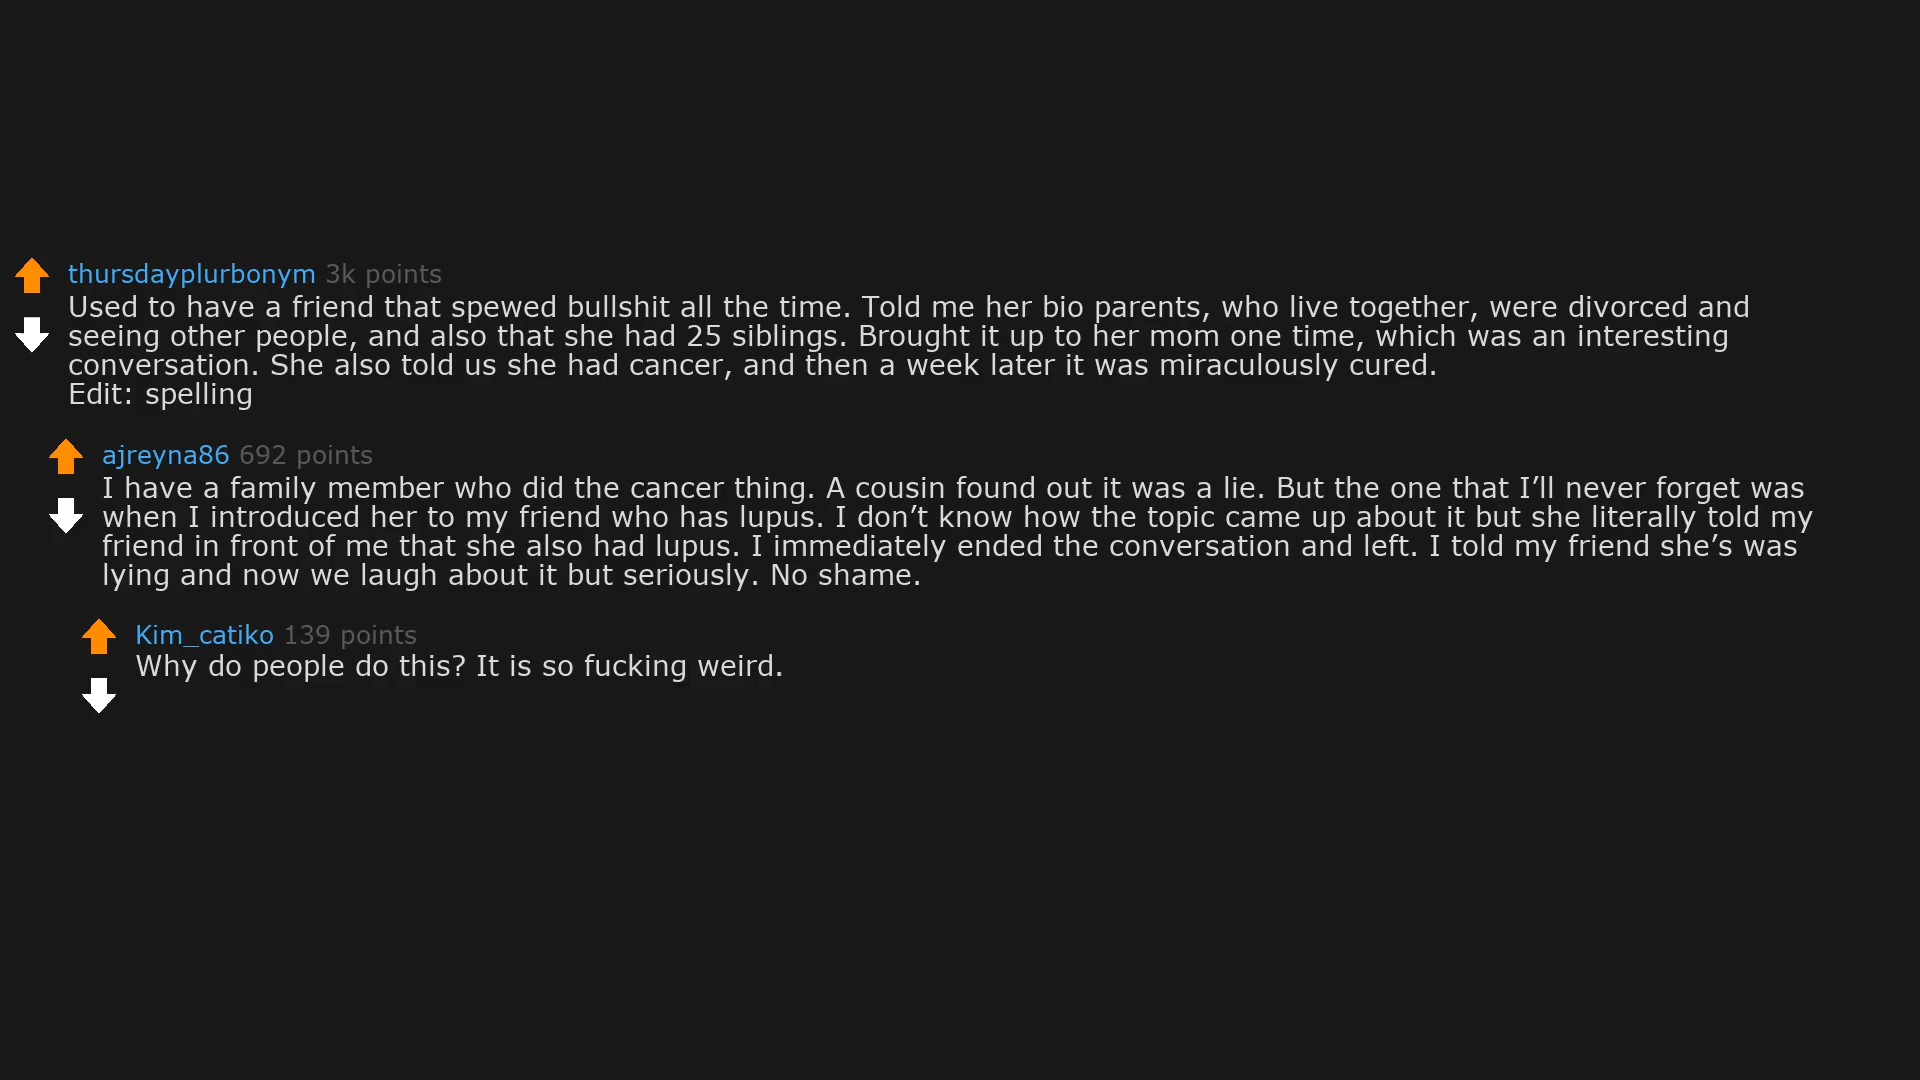 thursdayplurbonym 3k points
Used to have a friend that spewed bullshit all the time. Told me her bio parents, who live together, were divorced and
seeing other people, and also that she had 25 siblings. Brought it up to her mom one time, which was an interesting
conversation. She also told us she had cancer, and then a week later it was miraculously cured.
Edit: spelling
ajreyna86 692 points
I have a family member who did the cancer thing. A cousin found out it was a lie. But the one that I’ll never forget was
when I introduced her to my friend who has lupus. I don’t know how the topic came up about it but she literally told my
friend in front of me that she also had lupus. I immediately ended the conversation and left. I told my friend she’s was
lying and now we laugh about it but seriously. No shame.
Kim_catiko 139 points
Why do people do this? It is so fucking weird.